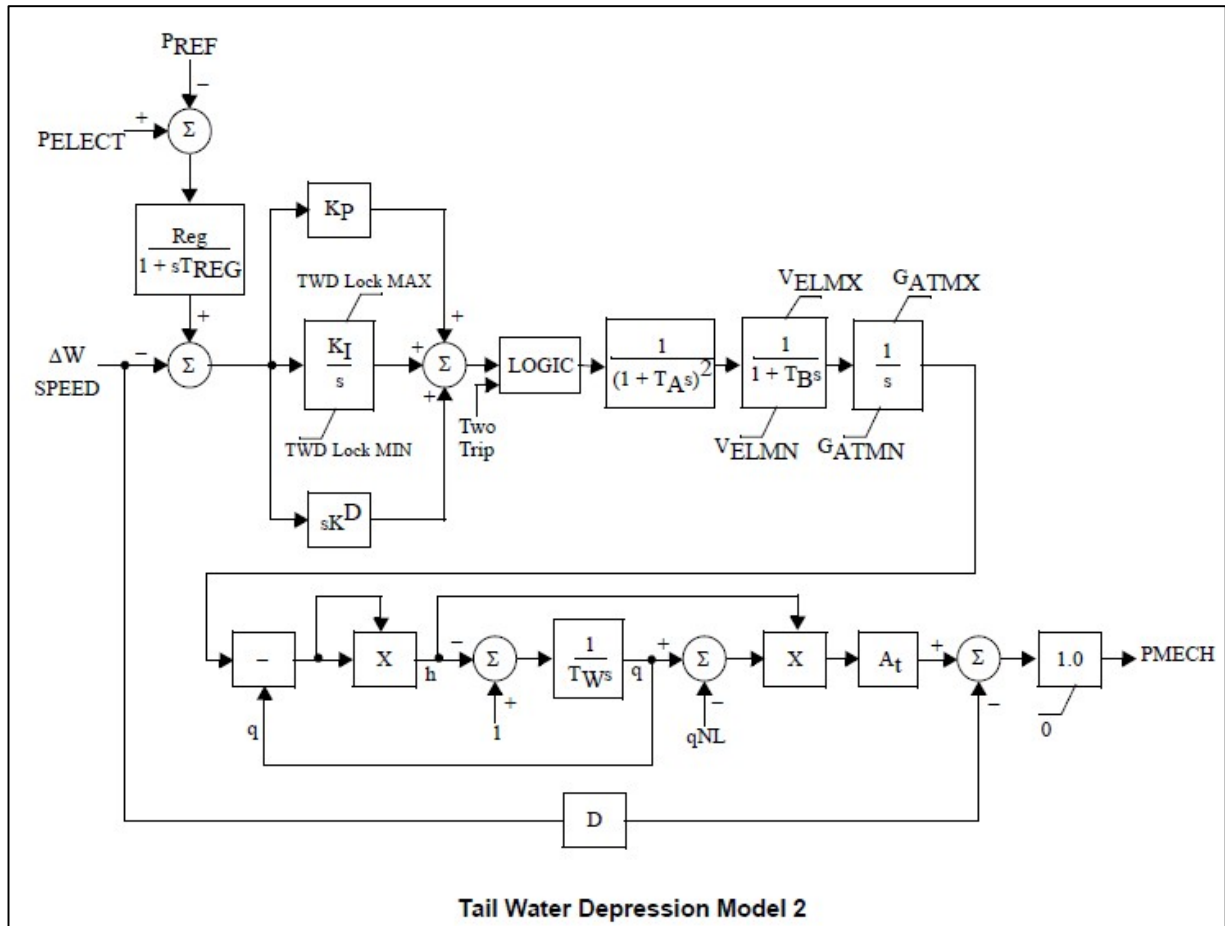 PREF
−
+
PELECT
Σ
Reg
1 + sTREG
+
ΔW
SPEED
−
Σ
KP
TWD Lock MAX
KI
s
TWD Lock MIN
sKD
+
+
+
Σ
Two
Trip
LOGIC
1
(1 + TAs)2
VELMX
1
1 + TBs
VELMN
GATMX
1
s
GATMN
−
q
X
h
−
Σ
+
1
1
TWs
q
+
Σ
−
qNL
X
At
+
Σ
−
1.0
0
PMECH
D
Tail Water Depression Model 2